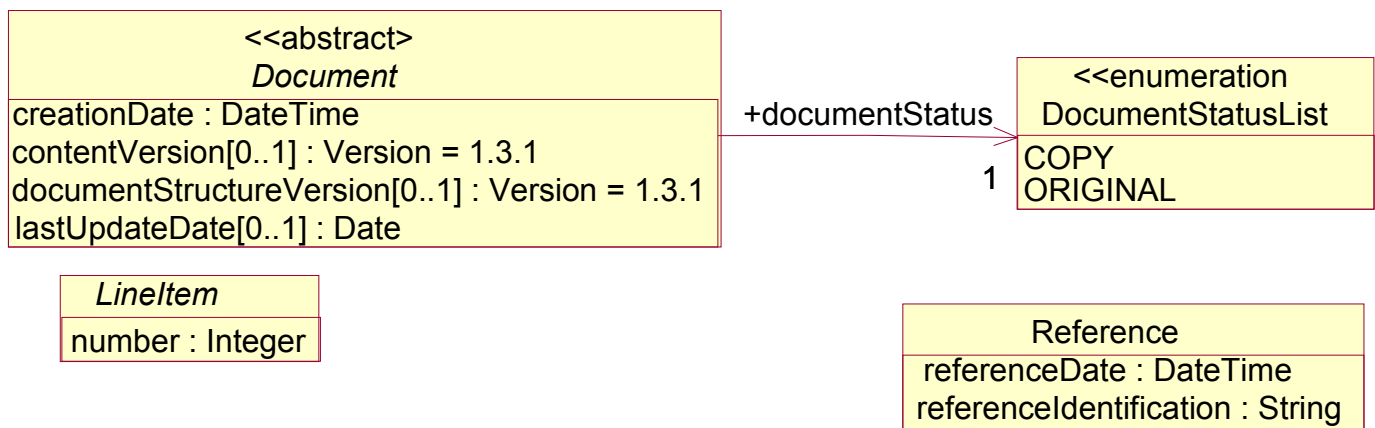 <<abstract>
Document
creationDate : DateTime
contentVersion[0..1] : Version = 1.3.1
documentStructureVersion[0..1] : Version = 1.3.1
lastUpdateDate[0..1] : Date
+documentStatus
1
<<enumeration
DocumentStatusList
COPY
ORIGINAL
LineItem
number : Integer
Reference
referenceDate : DateTime
referenceIdentification : String